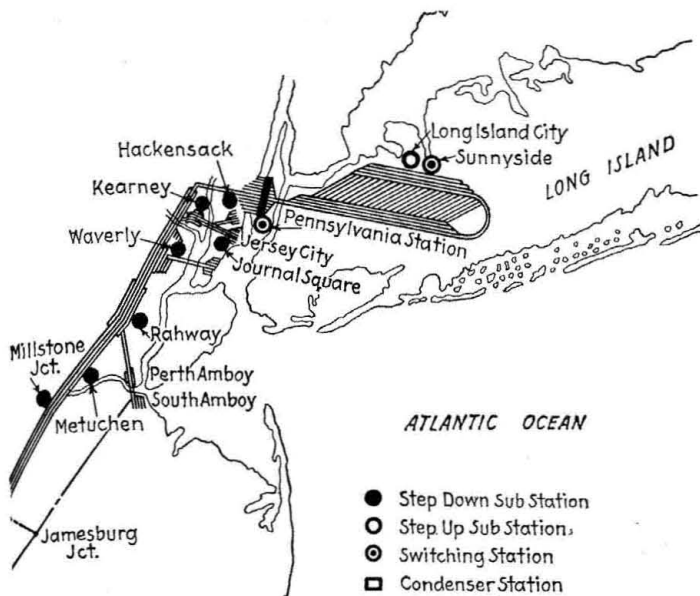 Long Island City
Sunnyside
Hackensack
Kearney
LONG ISLAND
Pennsylvania Station
Waverly
Jersey City
Journal Square
Rahway
Millstone
Jct.
Perth Amboy
South Amboy
Metuchen
ATLANTIC OCEAN
Step Down Sub Station
Step Up Sub Station
Switching Station
Condenser Station
Jamesburg
Jct.